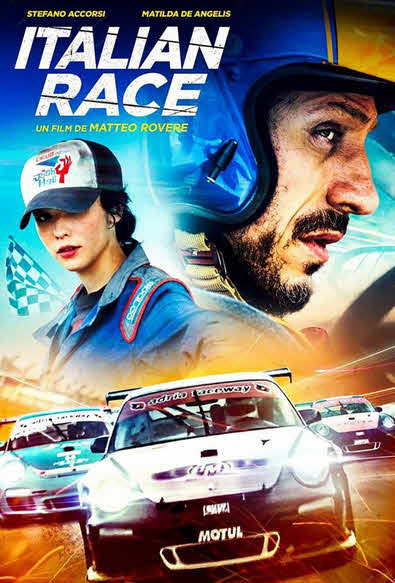 STEFANO ACCORSI MATILDA DE ANGELIS
ITALIAN
RACE
UN FILM DE MATTEO ROVERE
adria raceway
MOTUL